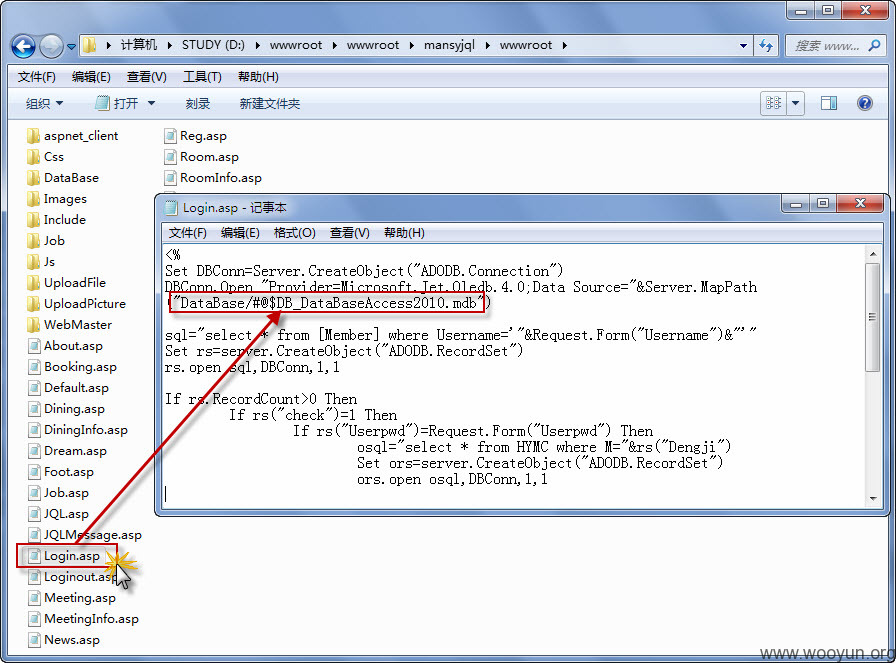 计算机 ▸ STUDY (D:) ▸ wwwroot ▸ wwwroot ▸ mansyjql ▸ wwwroot ▸
搜索 www...
文件(F) 编辑(E) 查看(V) 工具(T) 帮助(H)
组织 打开 刻录 新建文件夹
aspnet_client
Css
DataBase
Images
Include
Job
Js
UploadFile
UploadPicture
WebMaster
About.asp
Booking.asp
Default.asp
Dining.asp
DiningInfo.asp
Dream.asp
Foot.asp
Job.asp
JQL.asp
JQLMessage.asp
Login.asp
Loginout.asp
Meeting.asp
MeetingInfo.asp
News.asp
Reg.asp
Room.asp
RoomInfo.asp
Login.asp - 记事本
文件(F) 编辑(E) 格式(O) 查看(V) 帮助(H)
<%
Set DBConn=Server.CreateObject("ADODB.Connection")
DBConn.Open "Provider=Microsoft.Jet.Oledb.4.0;Data Source="&Server.MapPath
("DataBase/#@$DB_DataBaseAccess2010.mdb")
sql="select * from [Member] where Username='"&Request.Form("Username")&"'"
Set rs=server.CreateObject("ADODB.RecordSet")
rs.open sql,DBConn,1,1
If rs.RecordCount>0 Then
If rs("check")=1 Then
If rs("Userpwd")=Request.Form("Userpwd") Then
osql="select * from HYMC where M="&rs("Dengji")
Set ors=server.CreateObject("ADODB.RecordSet")
ors.open osql,DBConn,1,1
www.wooyun.org